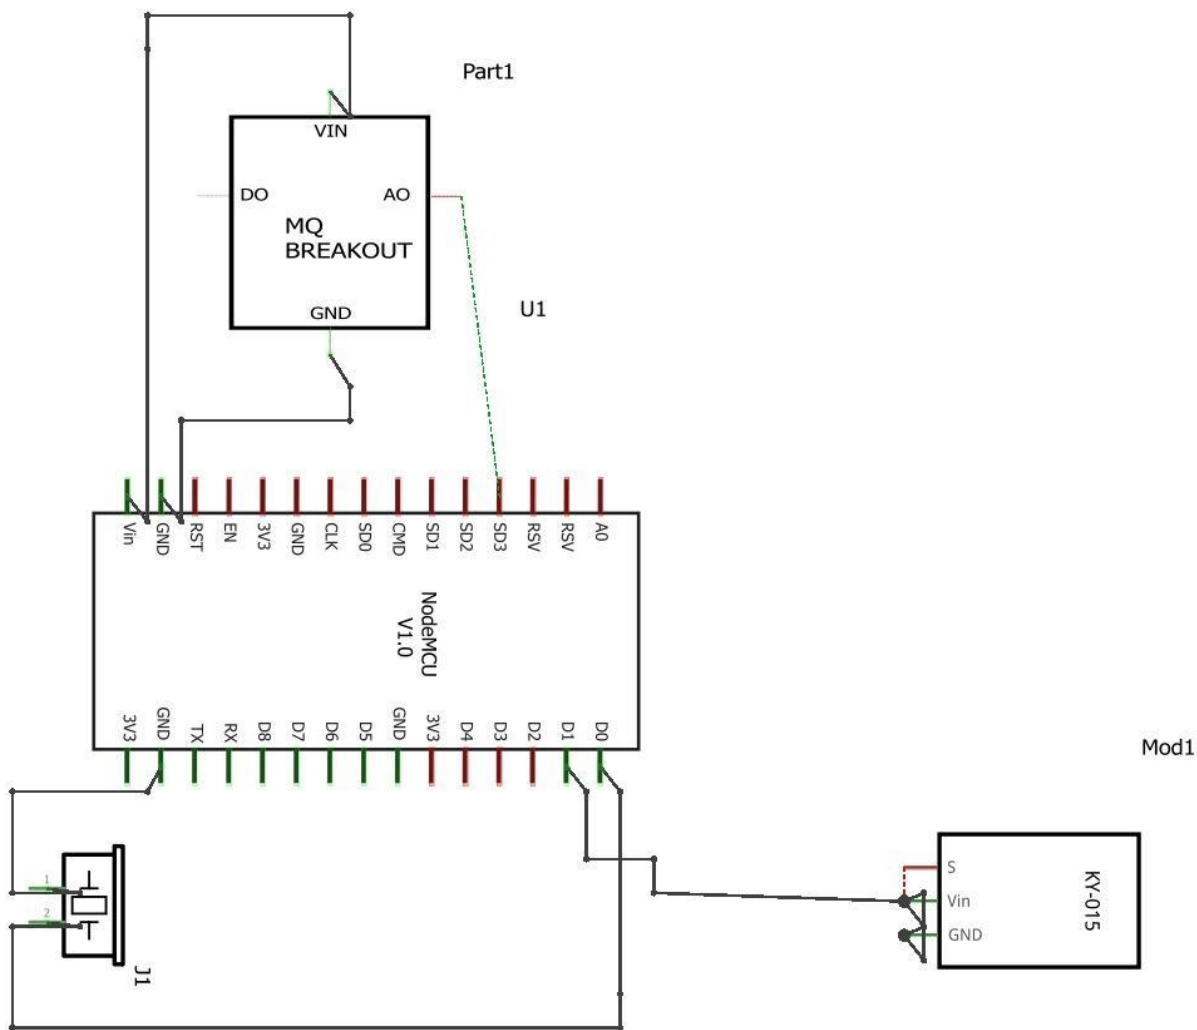 Part1
VIN
DO
AO
MQ
BREAKOUT
GND
U1
Vin
GND
RST
EN
3V3
GND
CLK
SD0
CMD
SD1
SD2
SD3
RSV
RSV
A0
NodeMCU
V1.0
3V3
GND
TX
RX
D8
D7
D6
D5
GND
3V3
D4
D3
D2
D1
D0
Mod1
S
Vin
GND
KY-015
1
2
J1